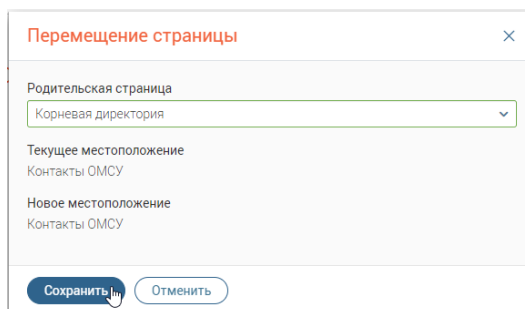 Перемещение страницы
Родительская страница
Корневая директория
Текущее местоположение
Контакты ОМСУ
Новое местоположение
Контакты ОМСУ
Сохранить Отменить